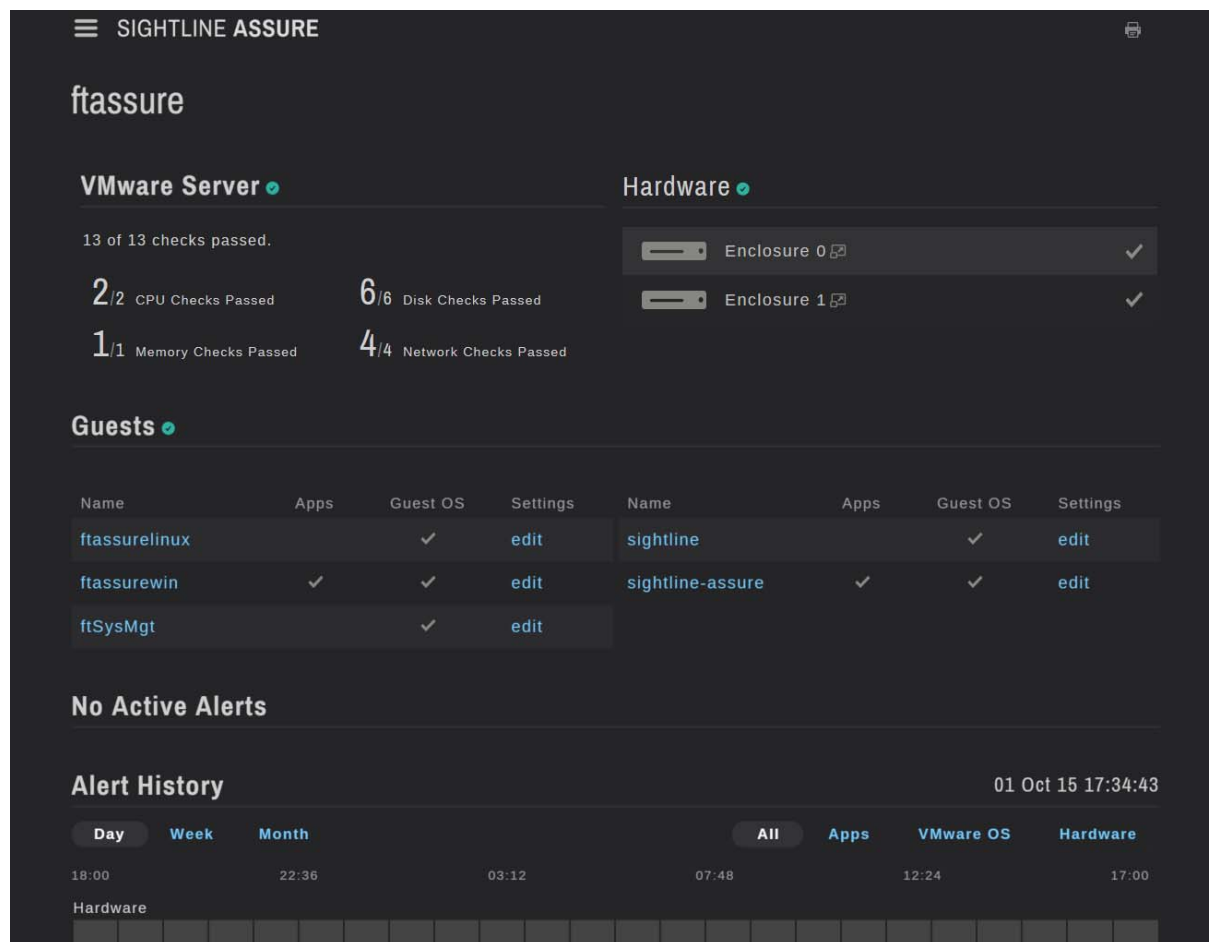 SIGHTLINE ASSURE
ftassure
VMware Server
13 of 13 checks passed.
2/2 CPU Checks Passed
6/6 Disk Checks Passed
1/1 Memory Checks Passed
4/4 Network Checks Passed
Hardware
Enclosure 0
Enclosure 1
Guests
Name Apps Guest OS Settings Name Apps Guest OS Settings
ftassurelinux edit sightline edit
ftassurewin edit sightline-assure edit
ftSysMgt edit
No Active Alerts
Alert History 01 Oct 15 17:34:43
Day Week Month All Apps VMware OS Hardware
18:00 22:36 03:12 07:48 12:24 17:00
Hardware